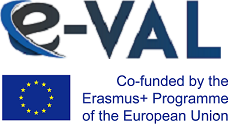 e-VAL
Co-funded by the
Erasmus+ Programme
of the European Union